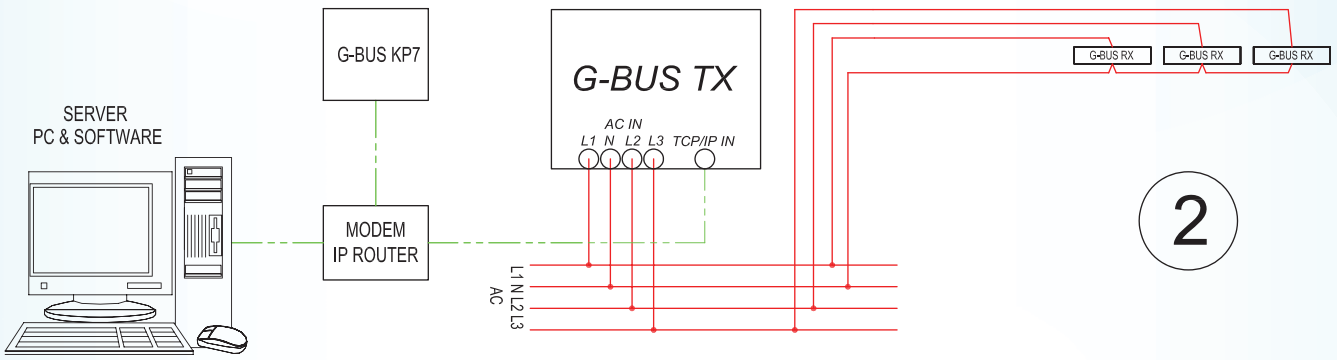 SERVER
PC & SOFTWARE
G-BUS KP7
MODEM
IP ROUTER
G-BUS TX
AC IN
L1 N L2 L3 TCP/IP IN
L1 N L2 L3
AC
G-BUS RX G-BUS RX G-BUS RX
2